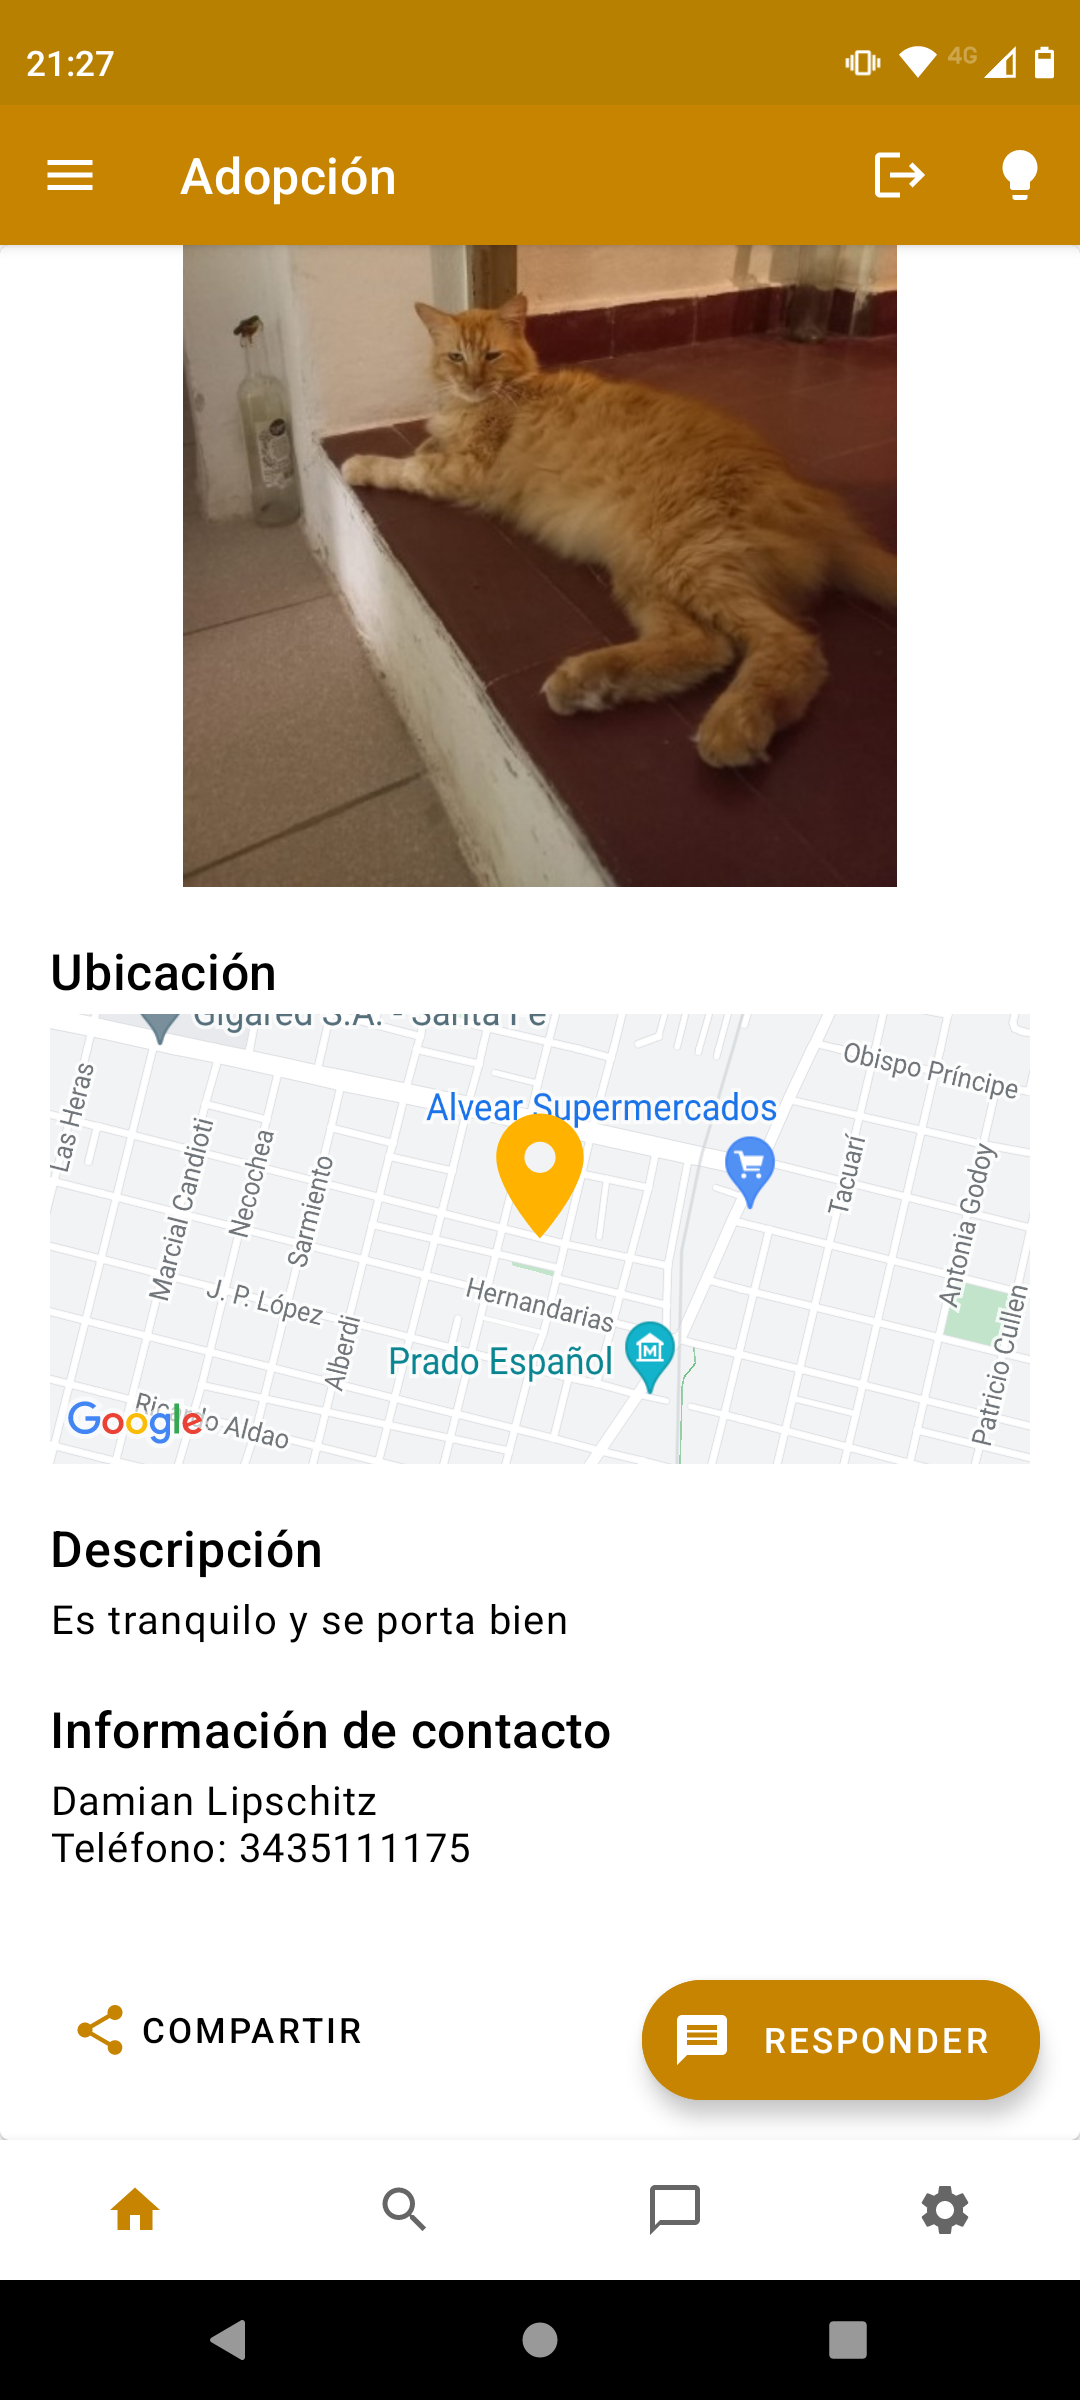 21:27
4G
Adopción
Ubicación
Gigared S.A. - Santa Fe
Obispo Príncipe
Las Heras
Alvear Supermercados
Marcial Candioti
Necochea
Sarmiento
Tacuarí
Antonia Godoy
J. P. López
Hernandarias
Alberdi
Prado Español
Patricio Cullen
Ricardo Aldao
Google
Descripción
Es tranquilo y se porta bien
Información de contacto
Damian Lipschitz
Teléfono: 3435111175
COMPARTIR
RESPONDER